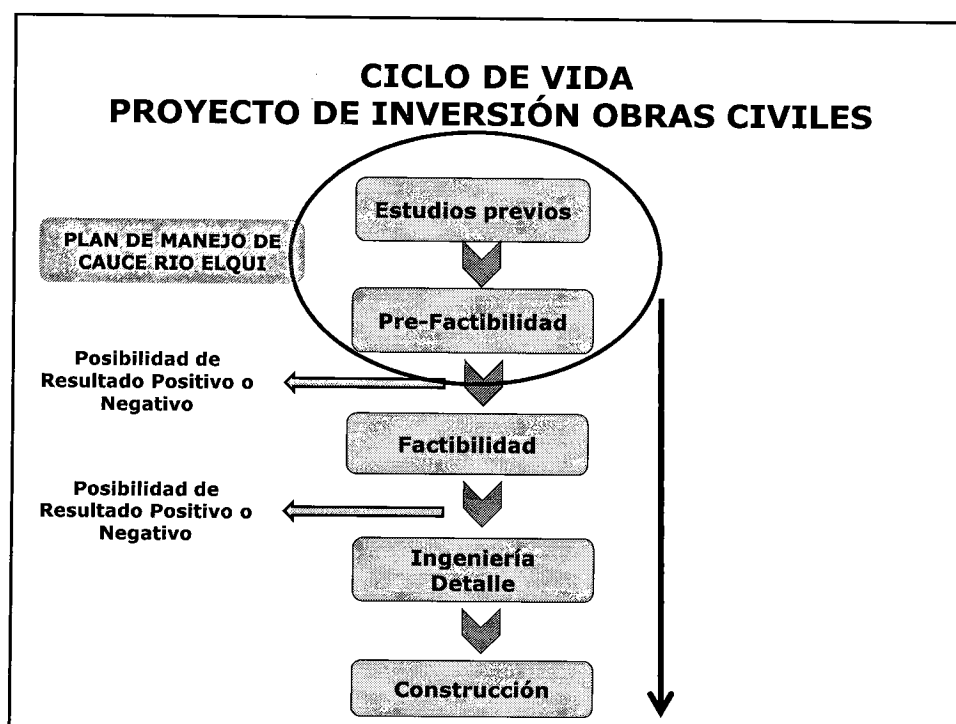 CICLO DE VIDA
PROYECTO DE INVERSIÓN OBRAS CIVILES
Estudios previos
PLAN DE MANEJO DE
CAUCE RIO ELQUI
Pre-Factibilidad
Posibilidad de
Resultado Positivo o
Negativo
Factibilidad
Posibilidad de
Resultado Positivo o
Negativo
Ingeniería
Detalle
Construcción